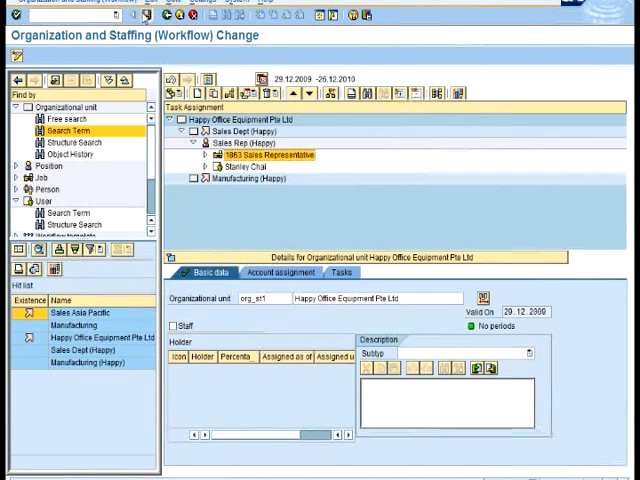 Organization and Staffing (Workflow) Change
29.12.2009 -26.12.2010
Find by
Organizational unit
Free search
Search Term
Structure Search
Object History
Position
Job
Person
User
Search Term
Structure Search
Task Assignment
Happy Office Equipment Pte Ltd
Sales Dept (Happy)
Sales Rep (Happy)
1863 Sales Representative
Stanley Chai
Manufacturing (Happy)
Hit list
Existence Name
Sales Asia Pacific
Manufacturing
Happy Office Equipment Pte Ltd
Sales Dept (Happy)
Manufacturing (Happy)
Details for Organizational unit Happy Office Equipment Pte Ltd
Basic data Account assignment Tasks
Organizational unit org_st1 Happy Office Equipment Pte Ltd
Valid On 29.12.2009
Staff No periods
Holder
Icon Holder Percenta Assigned as of Assigned u
Description
Subtyp